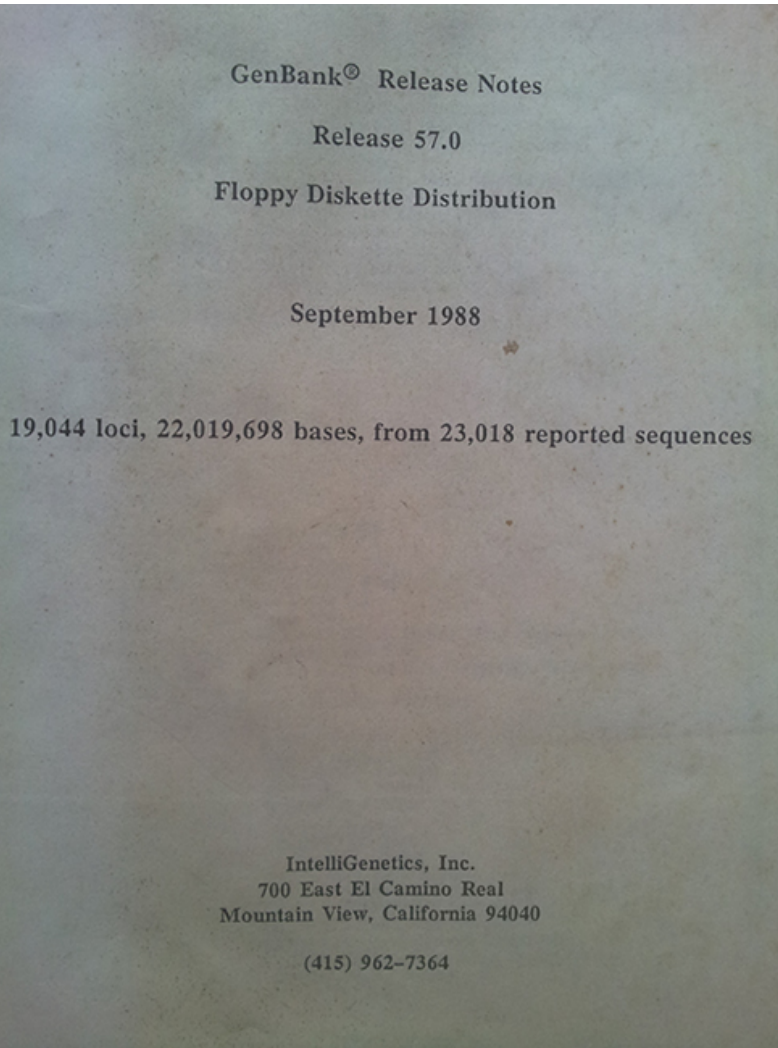 GenBank® Release Notes
Release 57.0
Floppy Diskette Distribution
September 1988
19,044 loci, 22,019,698 bases, from 23,018 reported sequences
IntelliGenetics, Inc.
700 East El Camino Real
Mountain View, California 94040
(415) 962–7364